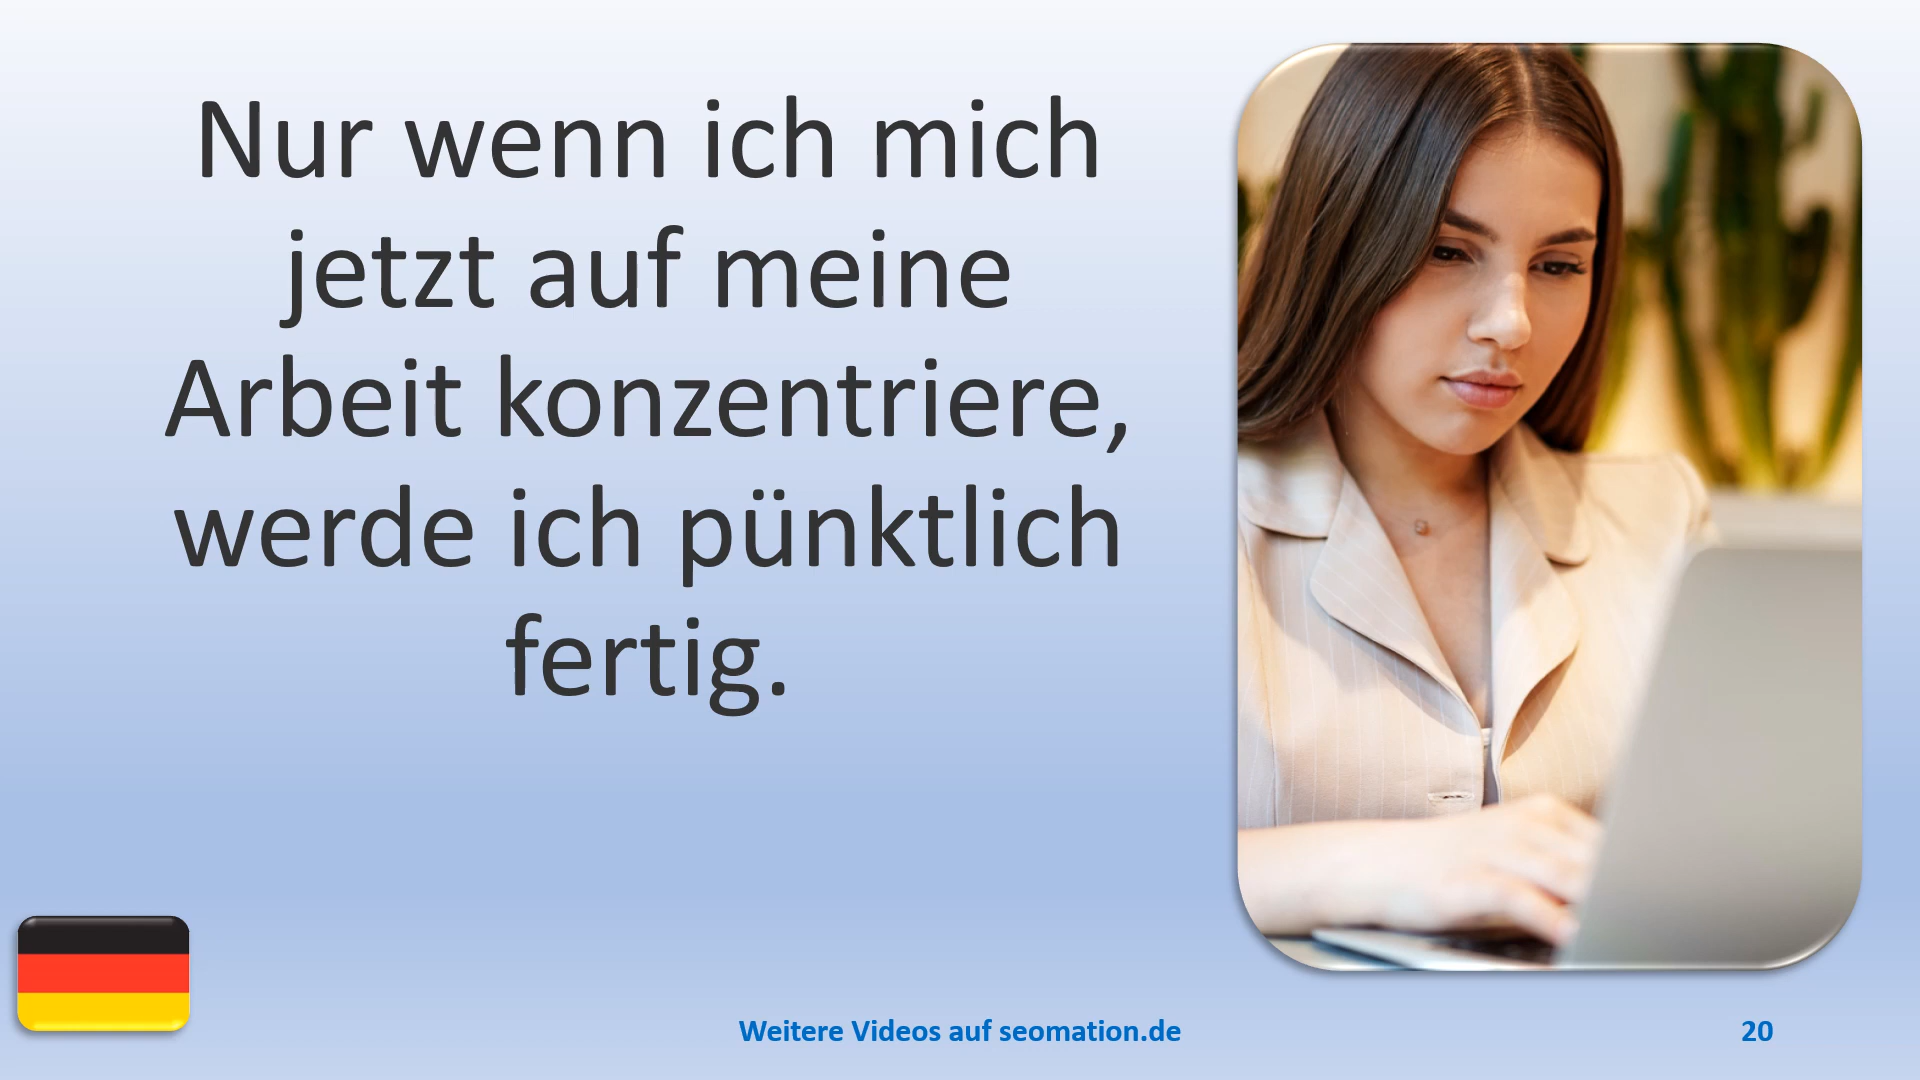 Nur wenn ich mich
jetzt auf meine
Arbeit konzentriere,
werde ich pünktlich
fertig.
Weitere Videos auf seomation.de
20